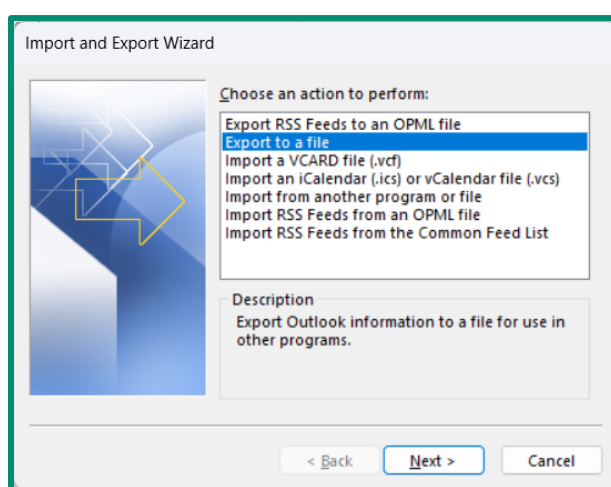 Import and Export Wizard
Choose an action to perform:
Export RSS Feeds to an OPML file
Export to a file
Import a VCARD file (.vcf)
Import an iCalendar (.ics) or vCalendar file (.vcs)
Import from another program or file
Import RSS Feeds from an OPML file
Import RSS Feeds from the Common Feed List
Description
Export Outlook information to a file for use in
other programs.
< Back Next > Cancel